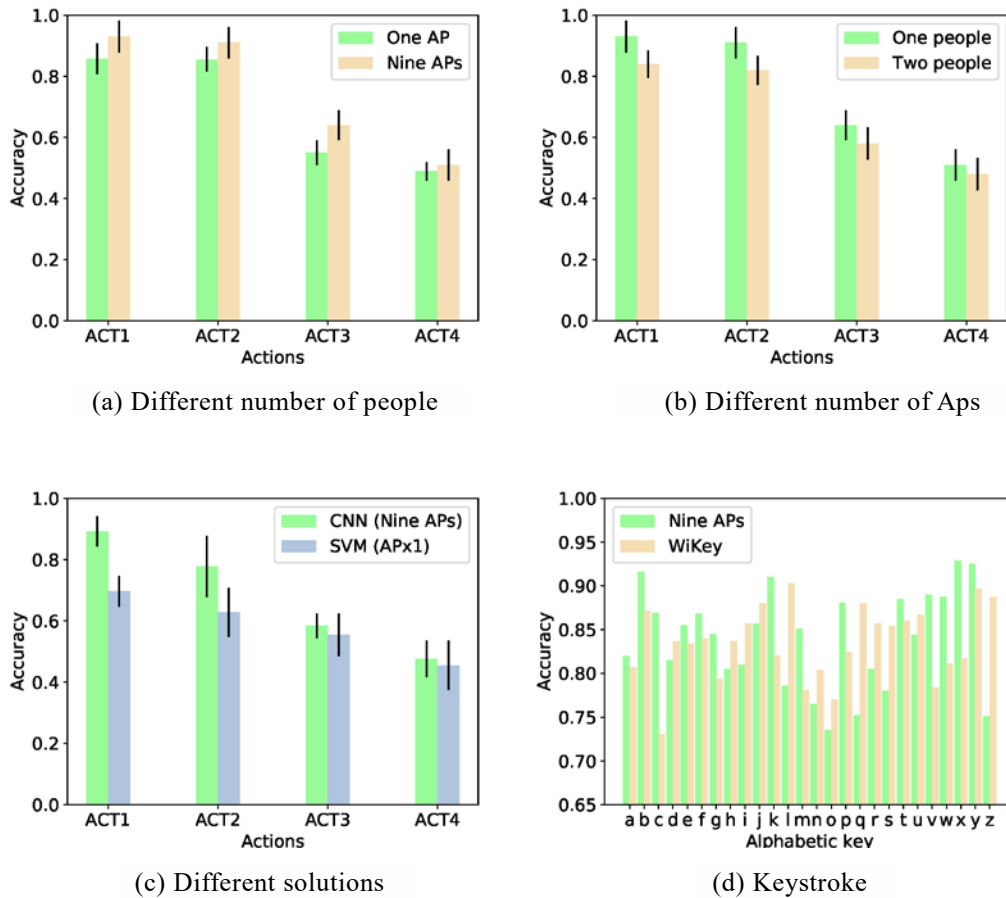 1.0
0.8
0.6
0.4
0.2
0.0
Accuracy
One AP
Nine APs
ACT1 ACT2 ACT3 ACT4
Actions
(a) Different number of people
1.0
0.8
0.6
0.4
0.2
0.0
Accuracy
One people
Two people
ACT1 ACT2 ACT3 ACT4
Actions
(b) Different number of Aps
1.0
0.8
0.6
0.4
0.2
0.0
Accuracy
CNN (Nine APs)
SVM (APx1)
ACT1 ACT2 ACT3 ACT4
Actions
(c) Different solutions
1.00
0.95
0.90
0.85
0.80
0.75
0.70
0.65
Accuracy
Nine APs
WiKey
a b c d e f g h i j k l m n o p q r s t u v w x y z
Alphabetic key
(d) Keystroke